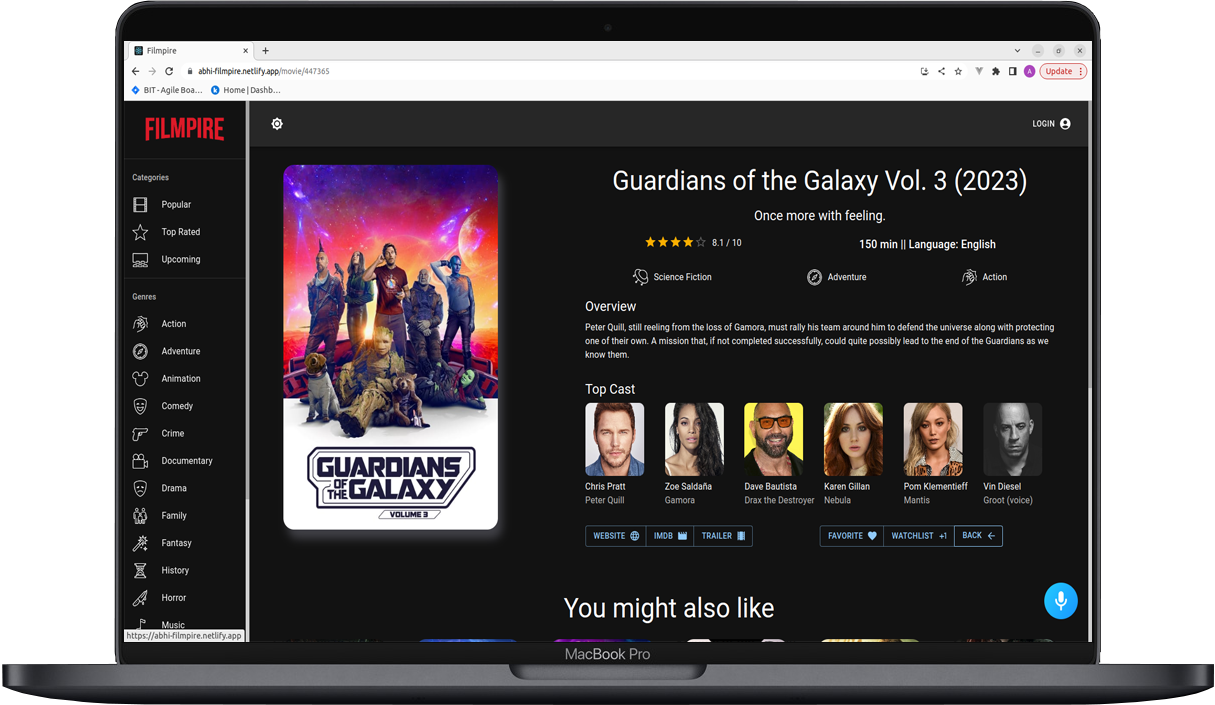 Filmpire
abhi-filmpire.netlify.app/movie/447365
A
Update
BIT - Agile Boa...
Home | Dashb...
FILMPIRE
LOGIN
Categories
Popular
Top Rated
Upcoming
Genres
Action
Adventure
Animation
Comedy
Crime
Documentary
Drama
Family
Fantasy
History
Horror
Music
https://abhi-filmpire.netlify.app
GUARDIANS
OF THE GALAXY
VOLUME 3
Guardians of the Galaxy Vol. 3 (2023)
Once more with feeling.
8.1 / 10
150 min || Language: English
Science Fiction
Adventure
Action
Overview
Peter Quill, still reeling from the loss of Gamora, must rally his team around him to defend the universe along with protecting
one of their own. A mission that, if not completed successfully, could quite possibly lead to the end of the Guardians as we
know them.
Top Cast
Chris Pratt
Peter Quill
Zoe Saldaña
Gamora
Dave Bautista
Drax the Destroyer
Karen Gillan
Nebula
Pom Klementieff
Mantis
Vin Diesel
Groot (voice)
WEBSITE
IMDB
TRAILER
FAVORITE
WATCHLIST +1
BACK
You might also like
MacBook Pro